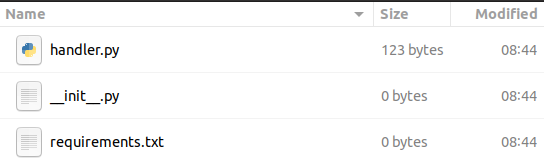 Name Size Modified
handler.py 123 bytes 08:44
__init__.py 0 bytes 08:44
requirements.txt 0 bytes 08:44